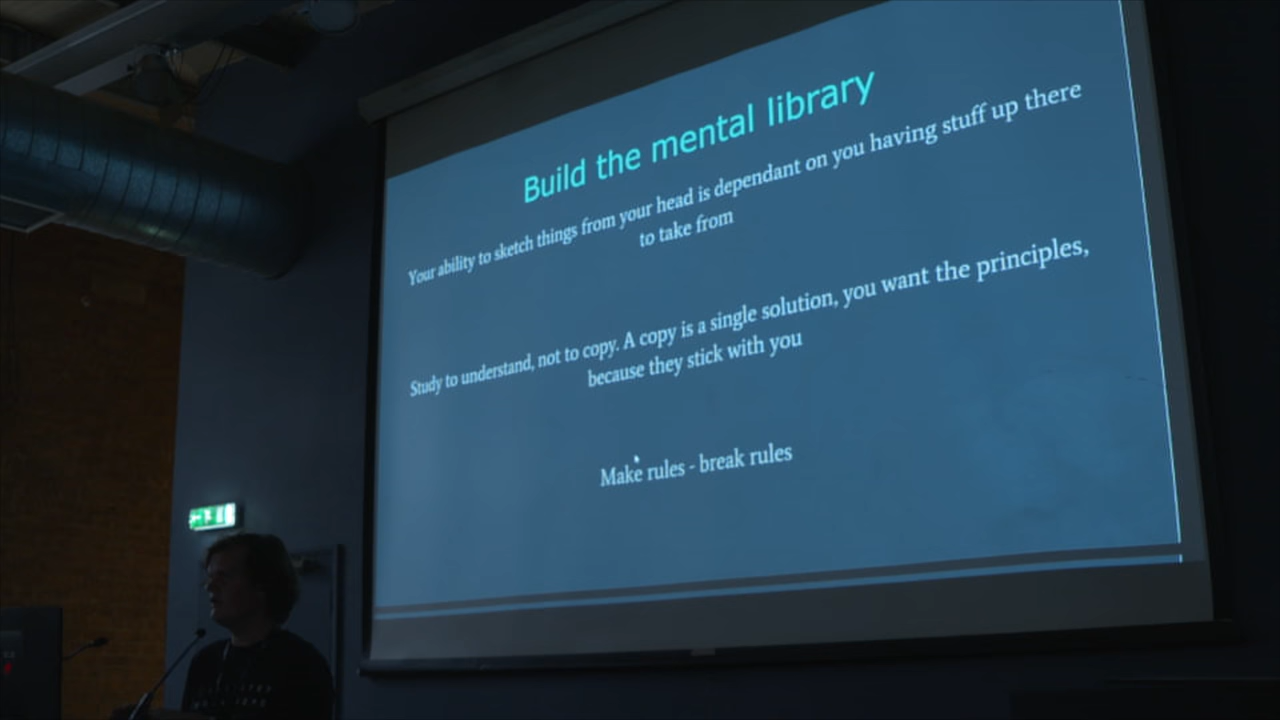 Build the mental library
Your ability to sketch things from your head is dependant on you having stuff up there
to take from
Study to understand, not to copy. A copy is a single solution, you want the principles,
because they stick with you
Make rules - break rules